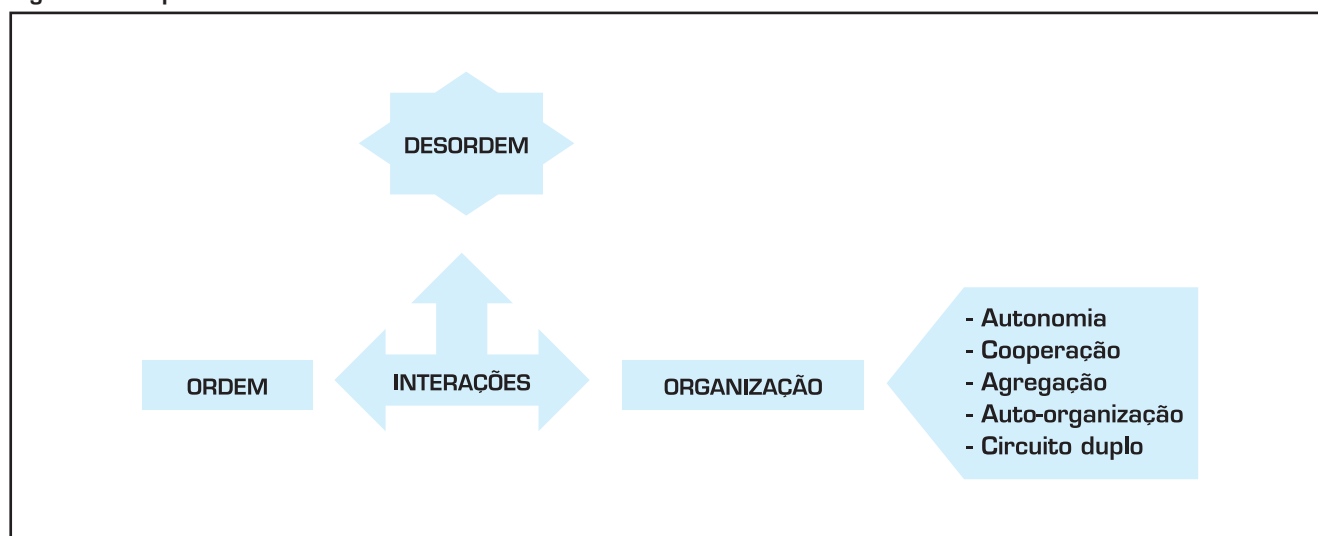 DESORDEM
ORDEM
INTERAÇÕES
ORGANIZAÇÃO
- Autonomia
- Cooperação
- Agregação
- Auto-organização
- Circuito duplo